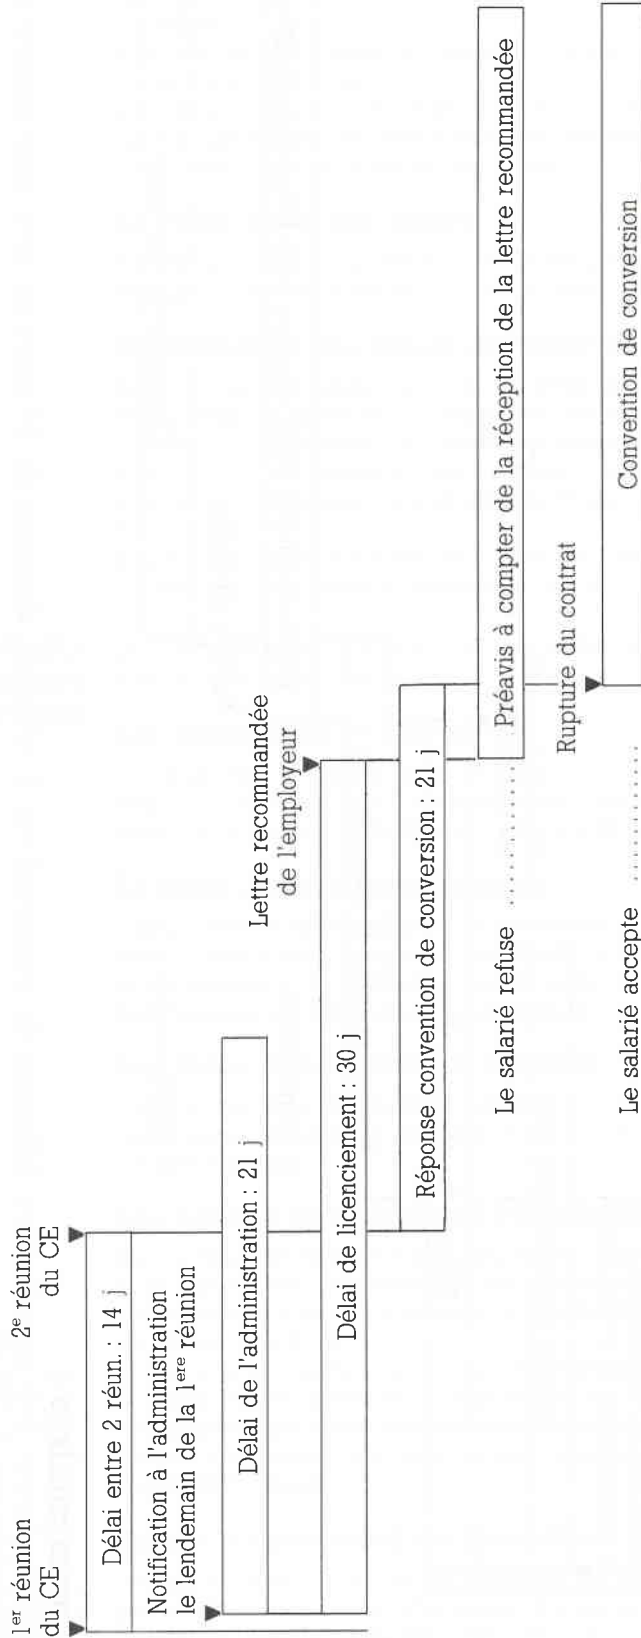 1er réunion
du CE
2e réunion
du CE
Délai entre 2 réun. : 14 j
Notification à l'administration
le lendemain de la 1ere réunion
Délai de l'administration : 21 j
Lettre recommandée
de l'employeur
Délai de licenciement : 30 j
Réponse convention de conversion : 21 j
Le salarié refuse ..............
Préavis à compter de la réception de la lettre recommandée
Rupture du contrat
Le salarié accepte ..............
Convention de conversion